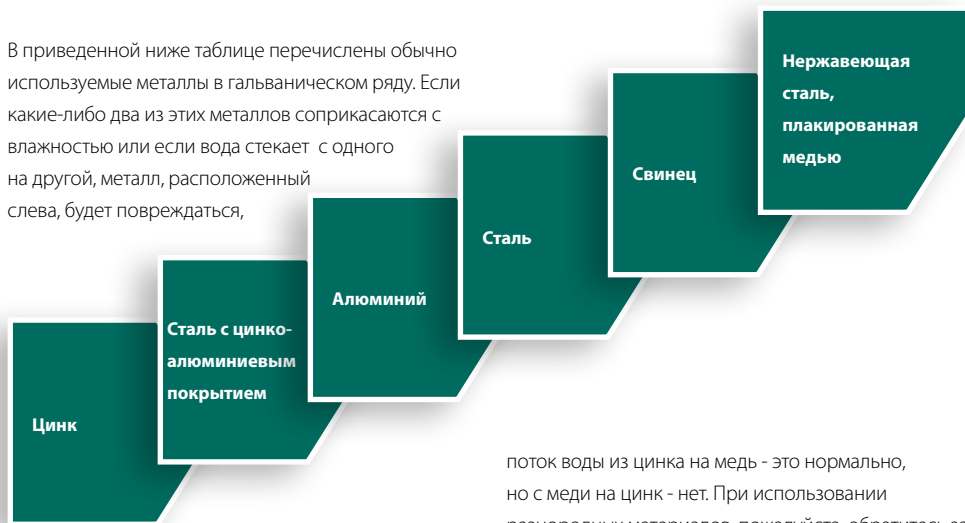 В приведенной ниже таблице перечислены обычно
используемые металлы в гальваническом ряду. Если
какие-либо два из этих металлов соприкасаются с
влажностью или если вода стекает с одного
на другой, металл, расположенный
слева, будет повреждаться,
Нержавеющая
сталь,
плакированная
медью
Свинец
Сталь
Алюминий
Сталь с цинко-
алюминиевым
покрытием
Цинк
поток воды из цинка на медь - это нормально,
но с меди на цинк - нет. При использовании